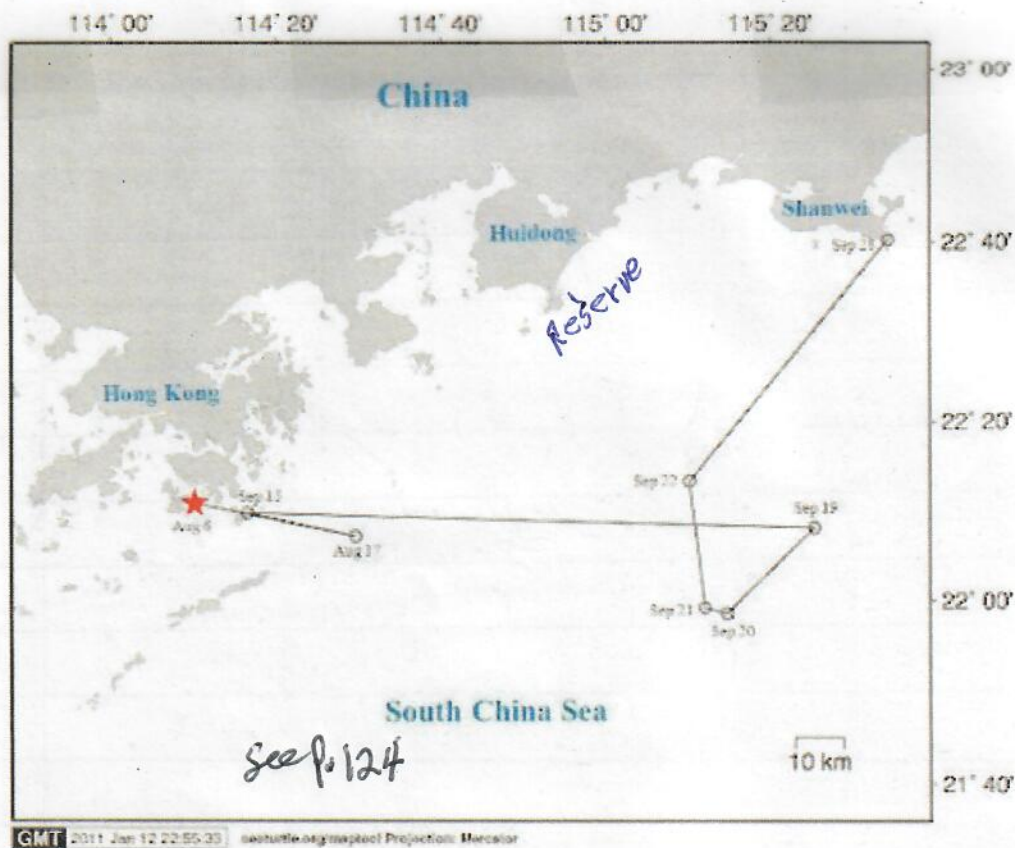 114° 00' 114° 20' 114° 40' 115° 00' 115° 20'
23° 00'
China
Shanwei
Huidong
Sep 28
22° 40'
Reserve
Hong Kong
22° 20'
Sep 22
Sep 13
Sep 19
Aug 6
Aug 17
22° 00'
Sep 21
Sep 20
South China Sea
See p.124
10 km
21° 40'
GMT 2011 Jan 12 22:55:33 seaturtle.org/maptool Projection: Mercator